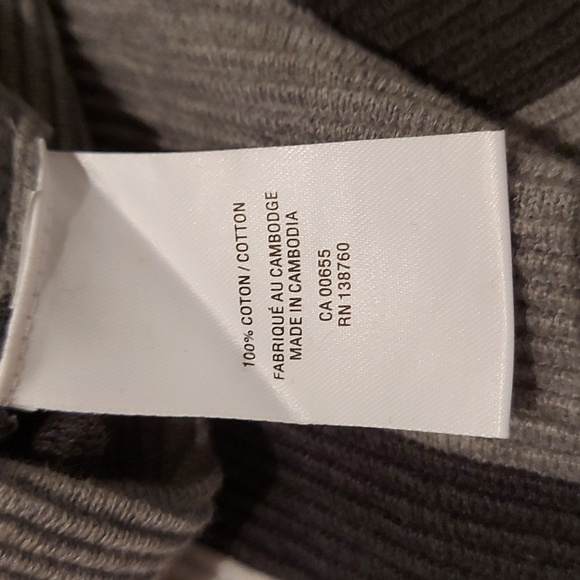 100% COTON / COTTON
FABRIQUÉ AU CAMBODGE
MADE IN CAMBODIA
CA 00655
RN 138760